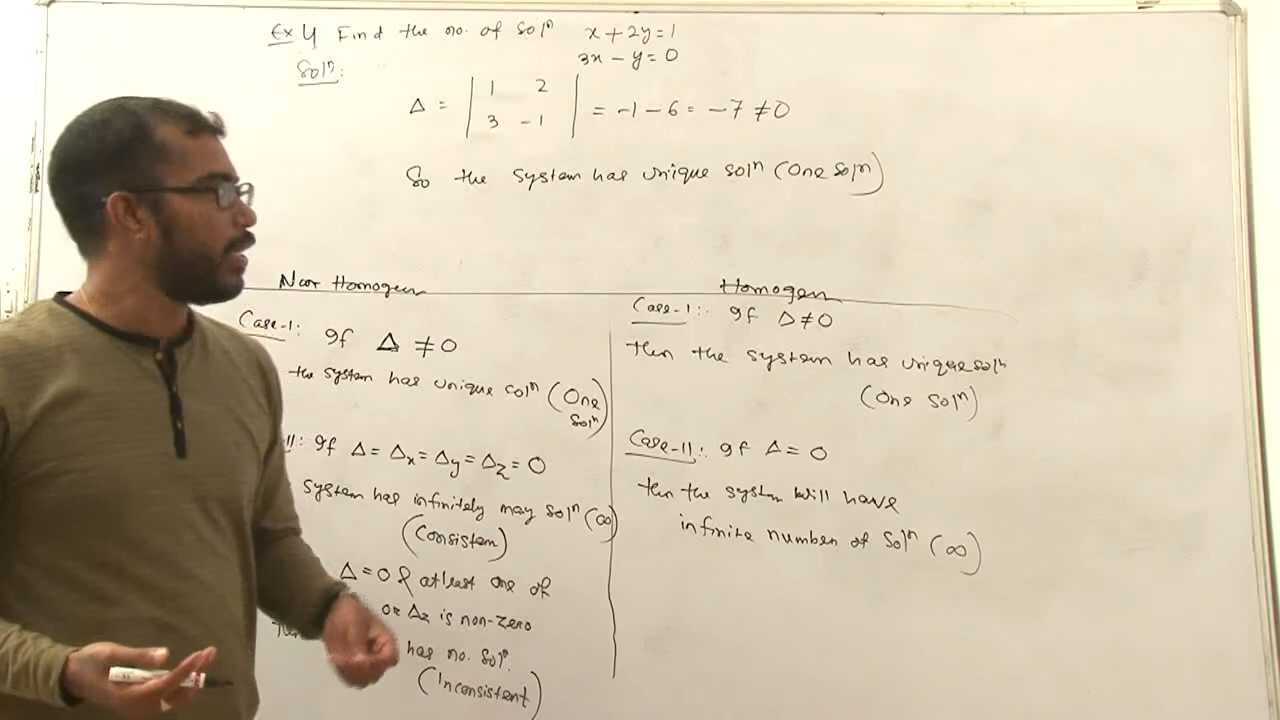 Ex 4 Find the no. of solⁿ x + 2y = 1
3x - y = 0
Solⁿ:
Δ = | 1 2 |
| 3 -1 | = -1 - 6 = -7 ≠ 0
So the system has unique solⁿ (One solⁿ)
Non Homogen
Case-I: If Δ ≠ 0
the system has unique solⁿ (One solⁿ)
II: If Δ = Δx = Δy = Δz = 0
System has infinitely may solⁿ (∞)
(Consisten)
Δ = 0 & atleast one of
or Δz is non-zero
has no. solⁿ.
(Inconsistent)
Homogen
Case-I: If Δ ≠ 0
then the system has unique solⁿ
(One solⁿ)
Case-II: If Δ = 0
then the system will have
infinite number of solⁿ (∞)